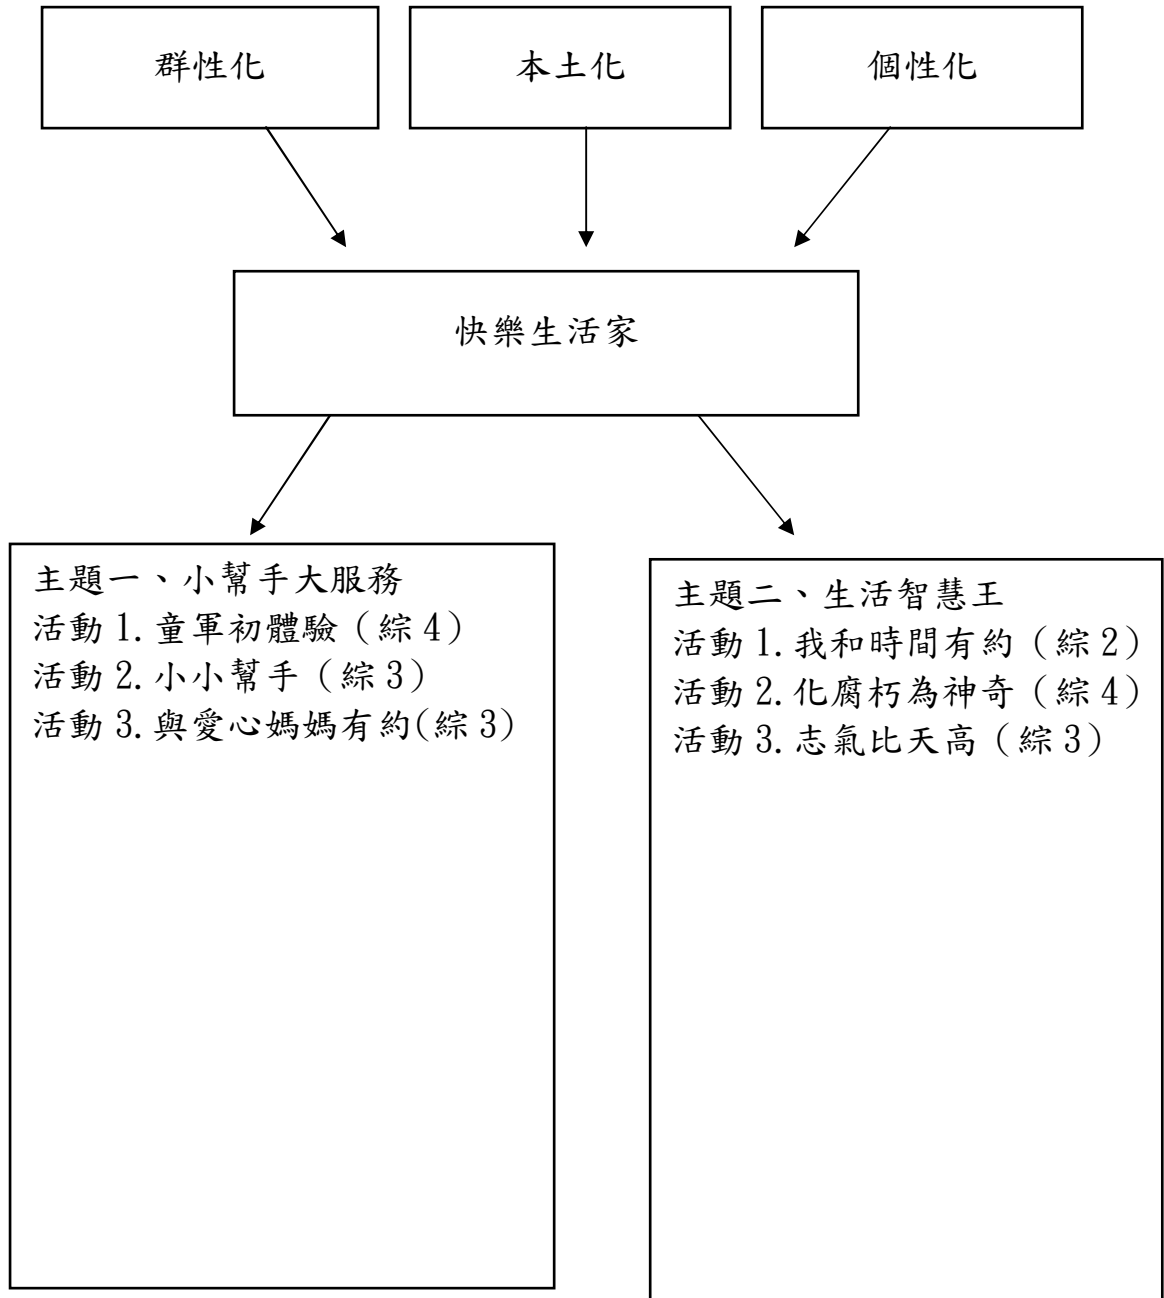 群性化
本土化
個性化
快樂生活家
主題一、小幫手大服務
活動 1.童軍初體驗（綜 4）
活動 2.小小幫手（綜 3）
活動 3.與愛心媽媽有約(綜 3)
主題二、生活智慧王
活動 1.我和時間有約（綜 2）
活動 2.化腐朽為神奇（綜 4）
活動 3.志氣比天高（綜 3）